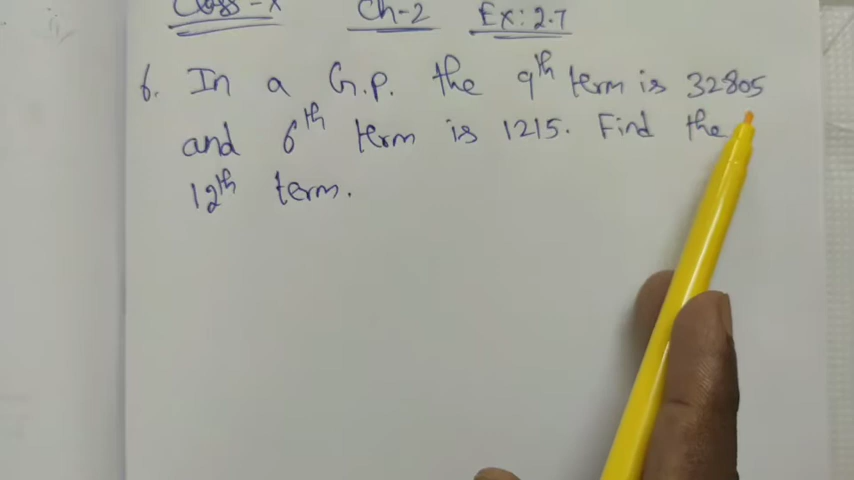 Class - X Ch-2 Ex: 2.7
6. In a G.P. the 9th term is 32805
and 6th term is 1215. Find the
12th term.